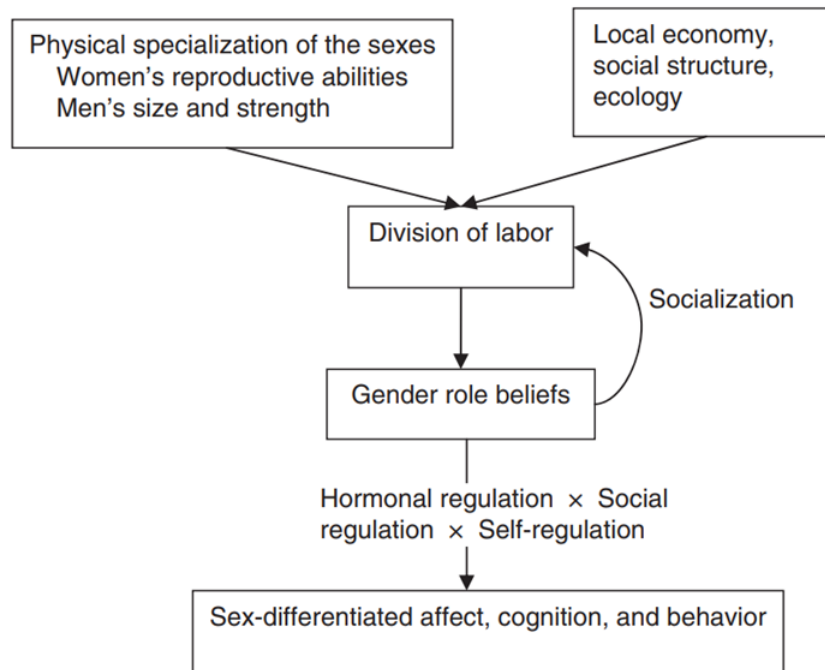 Physical specialization of the sexes
Women's reproductive abilities
Men's size and strength
Local economy,
social structure,
ecology
Division of labor
Socialization
Gender role beliefs
Hormonal regulation × Social
regulation × Self-regulation
Sex-differentiated affect, cognition, and behavior